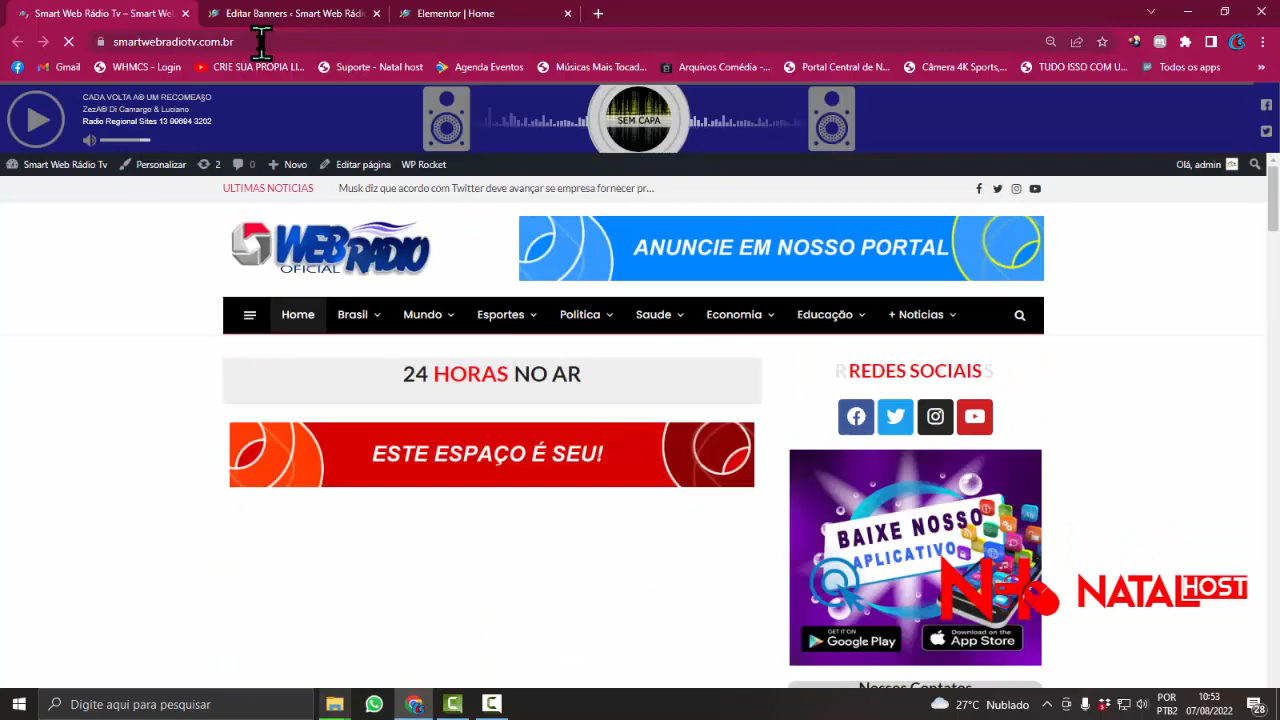 Smart Web Rádio Tv – Smart We
Editar Banners ‹ Smart Web Rádi
Elementor | Home
smartwebradiotv.com.br
Gmail
WHMCS - Login
CRIE SUA PROPIA LI...
Suporte - Natal host
Agenda Eventos
Músicas Mais Tocad...
Arquivos Comédia -...
Portal Central de N...
Câmera 4K Sports,...
TUDO ISSO COM U...
Todos os apps
»
CADA VOLTA A© UM RECOMEA§O
ZezA© Di Camargo & Luciano
Radio Regional Sites 13 99694 3202
SEM CAPA
Smart Web Rádio Tv
Personalizar
2
0
Novo
Editar página
WP Rocket
Olá, admin
ULTIMAS NOTICIAS
Musk diz que acordo com Twitter deve avançar se empresa fornecer pr...
WEB RADIO
OFICIAL
ANUNCIE EM NOSSO PORTAL
Home
Brasil
Mundo
Esportes
Política
Saude
Economia
Educação
+ Noticias
24 HORAS NO AR
REDES SOCIAIS
ESTE ESPAÇO É SEU!
BAIXE NOSSO
APLICATIVO
GET IT ON
Google Play
Download on the
App Store
NH
NATAL HOST
Nossos Contatos
Digite aqui para pesquisar
27°C Nublado
POR
PTB2
10:53
07/08/2022
28